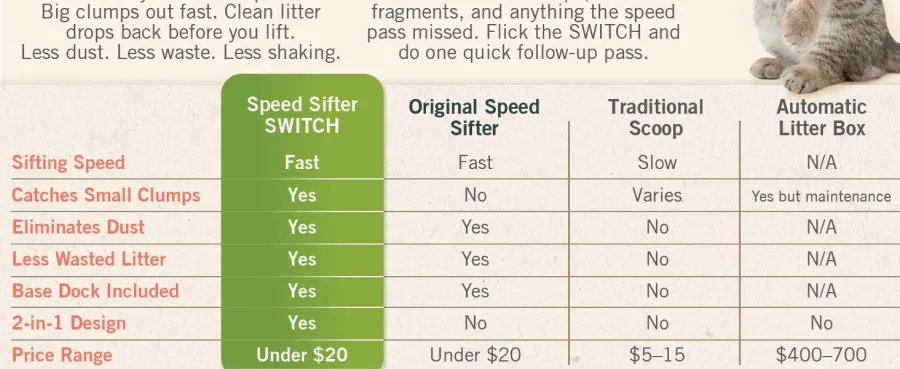 Big clumps out fast. Clean litter
drops back before you lift.
Less dust. Less waste. Less shaking.
fragments, and anything the speed
pass missed. Flick the SWITCH and
do one quick follow-up pass.
Speed Sifter SWITCH Original Speed Sifter Traditional Scoop Automatic Litter Box
Sifting Speed Fast Fast Slow N/A
Catches Small Clumps Yes No Varies Yes but maintenance
Eliminates Dust Yes Yes No N/A
Less Wasted Litter Yes Yes No N/A
Base Dock Included Yes Yes No N/A
2-in-1 Design Yes No No No
Price Range Under $20 Under $20 $5–15 $400–700